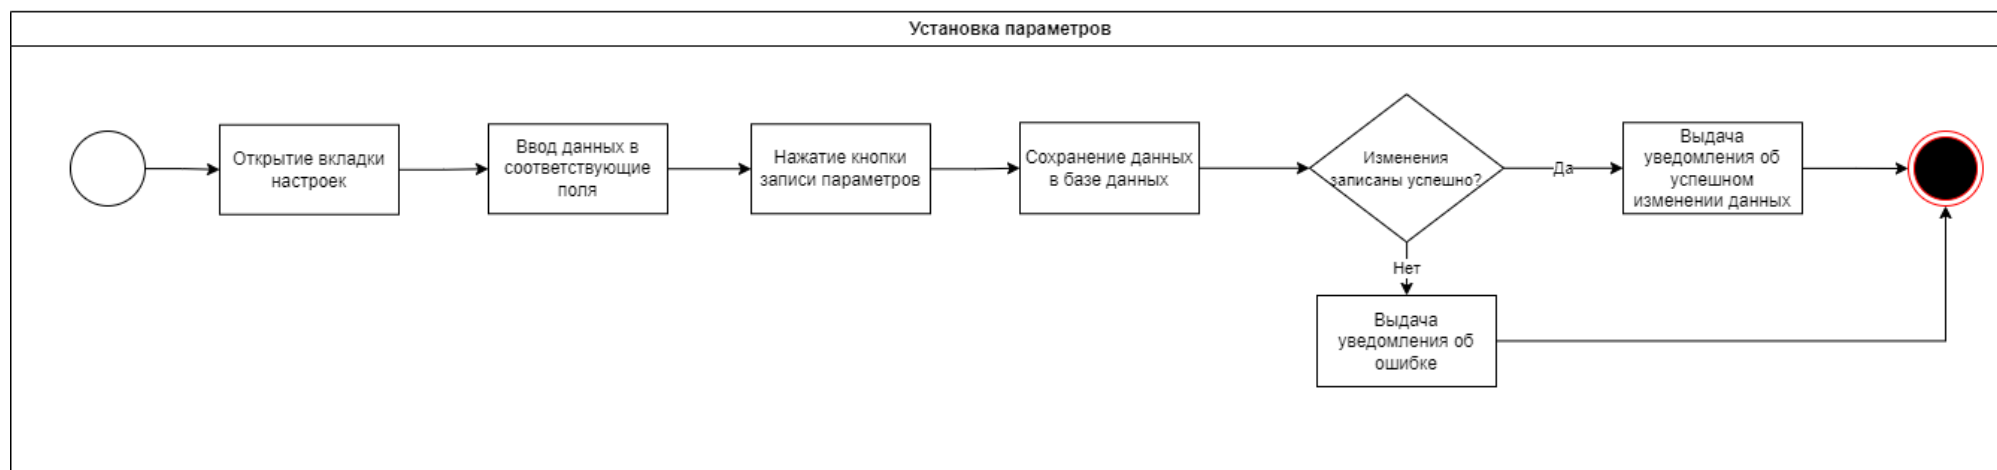 Установка параметров
Открытие вкладки
настроек
Ввод данных в
соответствующие
поля
Нажатие кнопки
записи параметров
Сохранение данных
в базе данных
Изменения
записаны успешно?
Да
Выдача
уведомления об
успешном
изменении данных
Нет
Выдача
уведомления об
ошибке